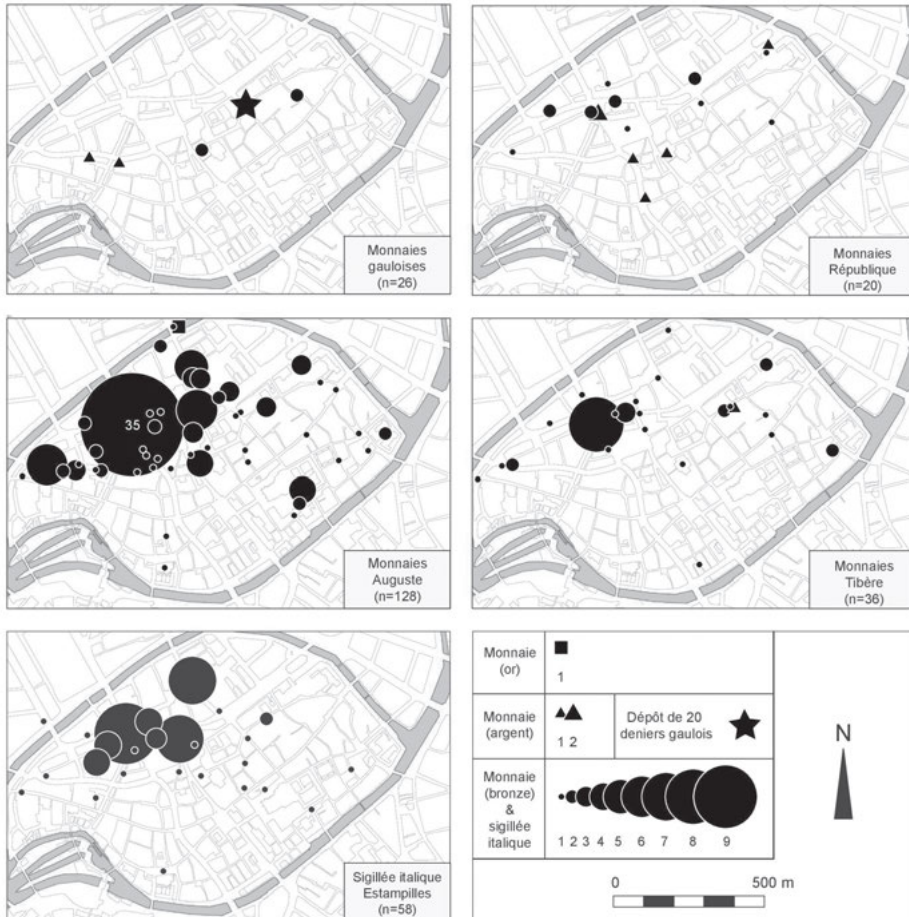 Monnaies
gauloises
(n=26)
Monnaies
République
(n=20)
35
Monnaies
Auguste
(n=128)
Monnaies
Tibère
(n=36)
Sigillée italique
Estampilles
(n=58)
Monnaie
(or)
1
Monnaie
(argent)
1 2
Dépôt de 20
deniers gaulois
Monnaie
(bronze)
&
sigillée
italique
1 2 3 4 5 6 7 8 9
N
0 500 m